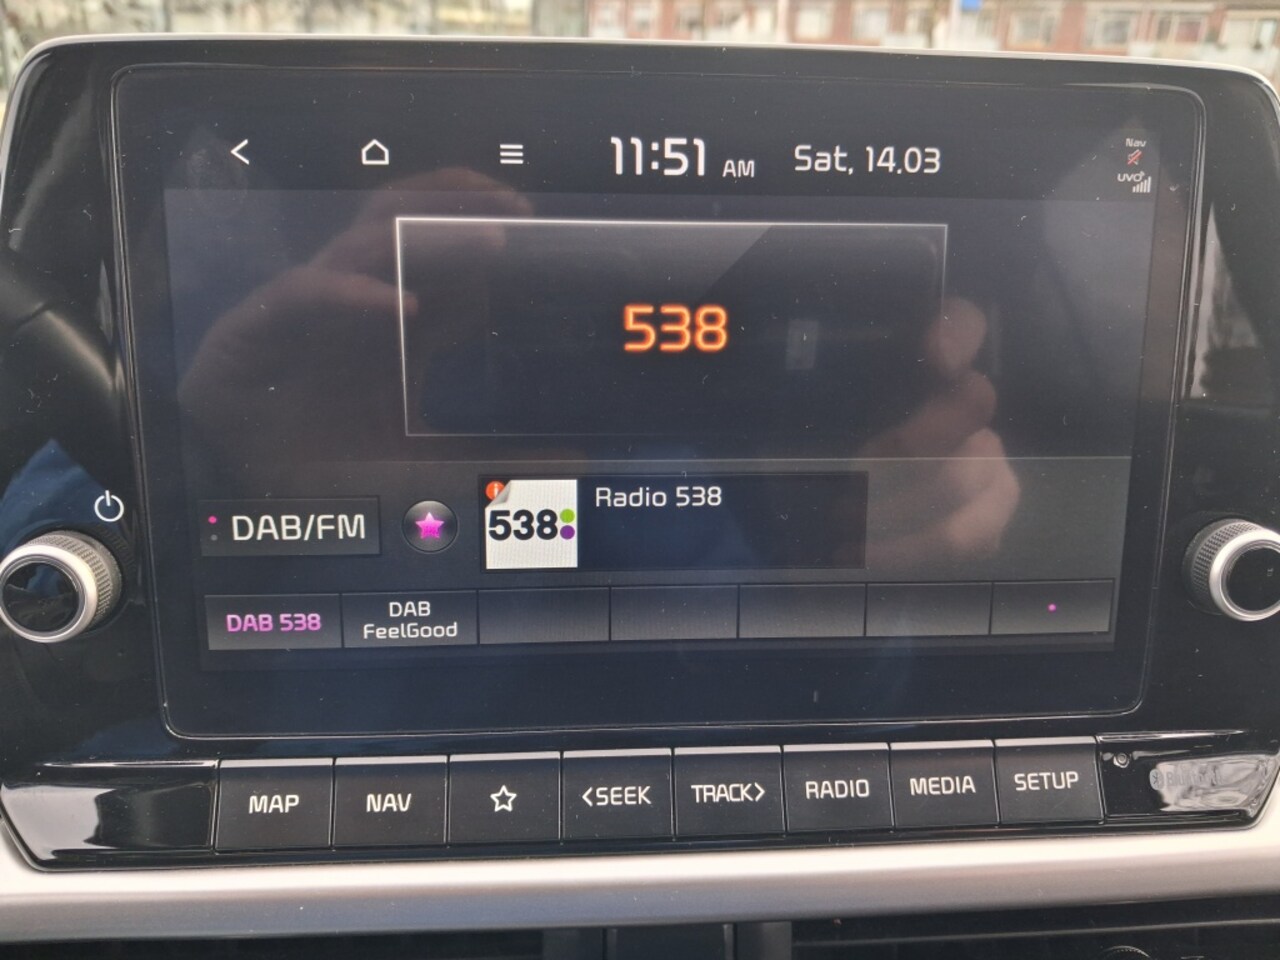 11:51 AM Sat, 14.03
Nav
UVO
538
DAB/FM
538
Radio 538
DAB 538
DAB
FeelGood
MAP
NAV
<SEEK
TRACK>
RADIO
MEDIA
SETUP